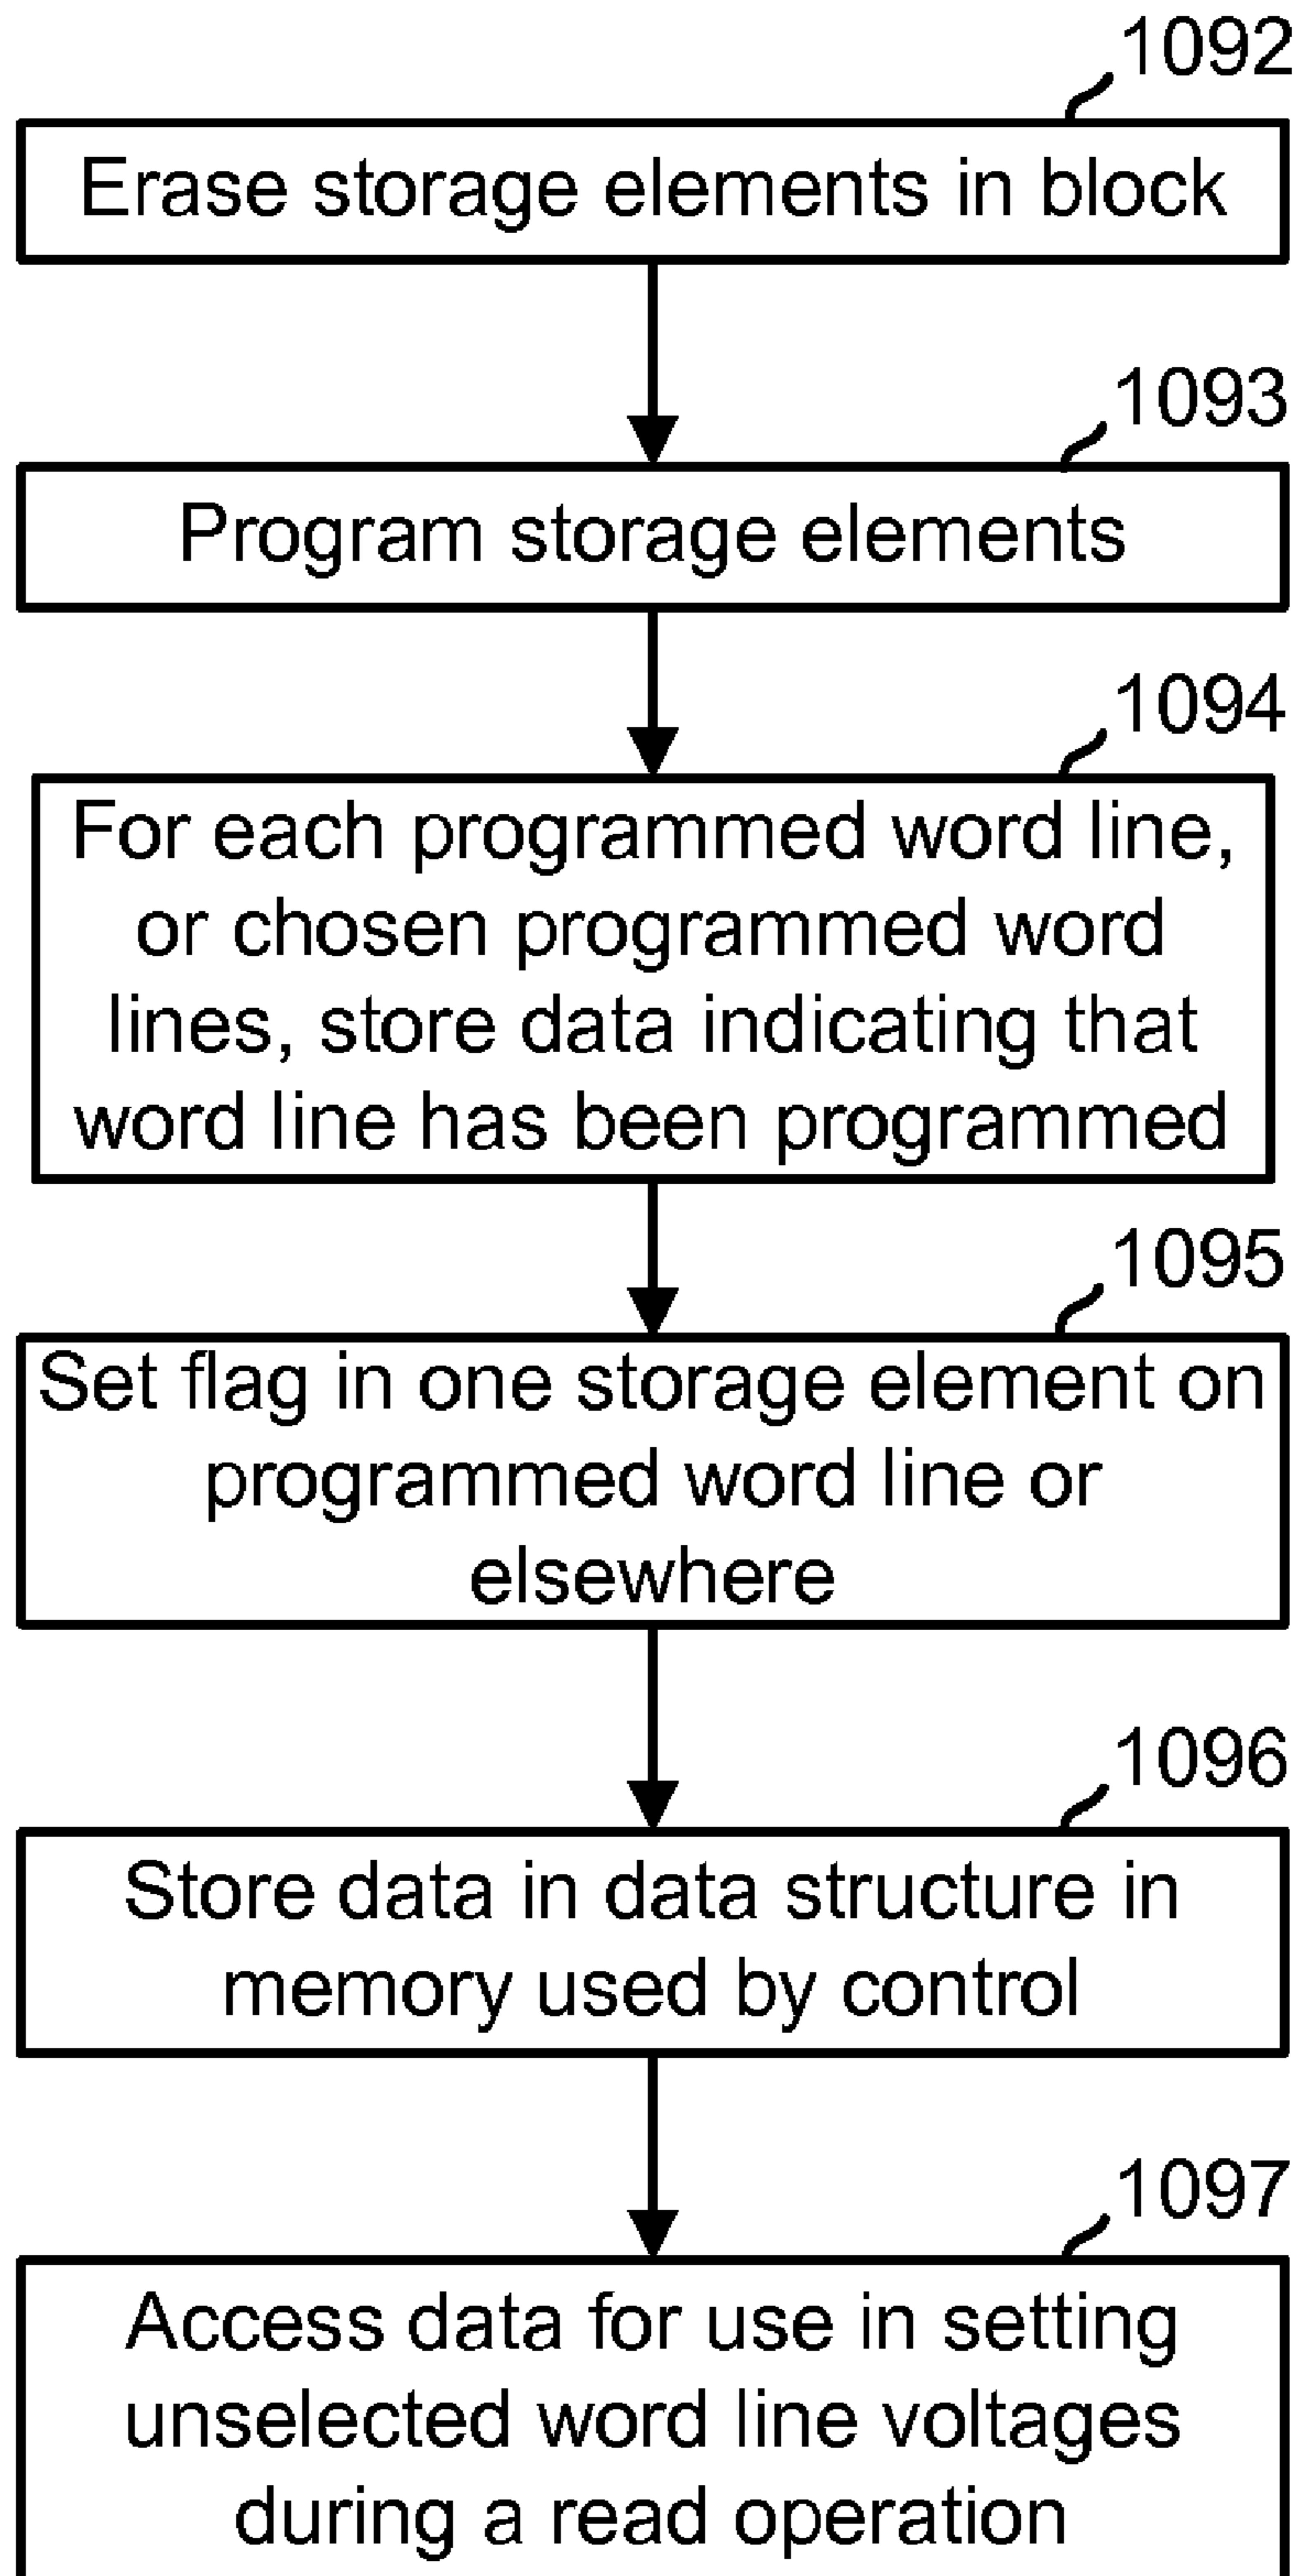 1092
Erase storage elements in block
1093
Program storage elements
1094
For each programmed word line,
or chosen programmed word
lines, store data indicating that
word line has been programmed
1095
Set flag in one storage element on
programmed word line or
elsewhere
1096
Store data in data structure in
memory used by control
1097
Access data for use in setting
unselected word line voltages
during a read operation